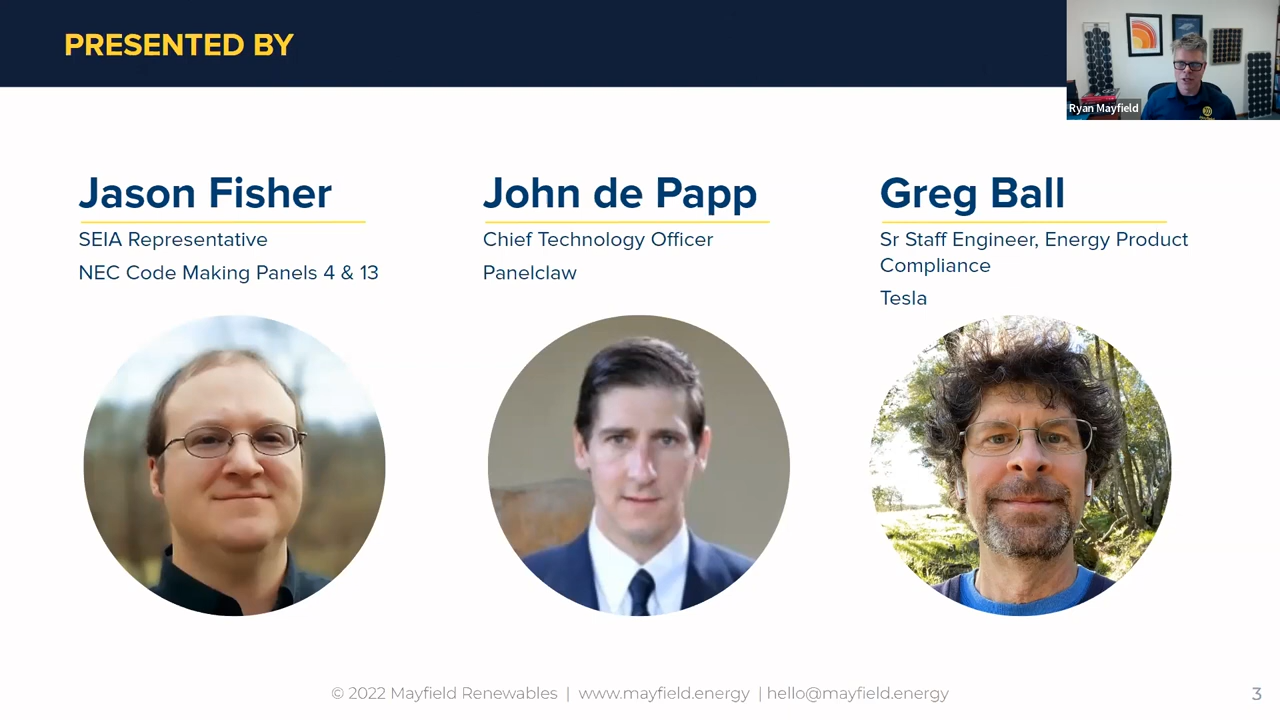 PRESENTED BY
Ryan Mayfield
Jason Fisher
SEIA Representative
NEC Code Making Panels 4 & 13
John de Papp
Chief Technology Officer
Panelclaw
Greg Ball
Sr Staff Engineer, Energy Product
Compliance
Tesla
© 2022 Mayfield Renewables | www.mayfield.energy | hello@mayfield.energy
3